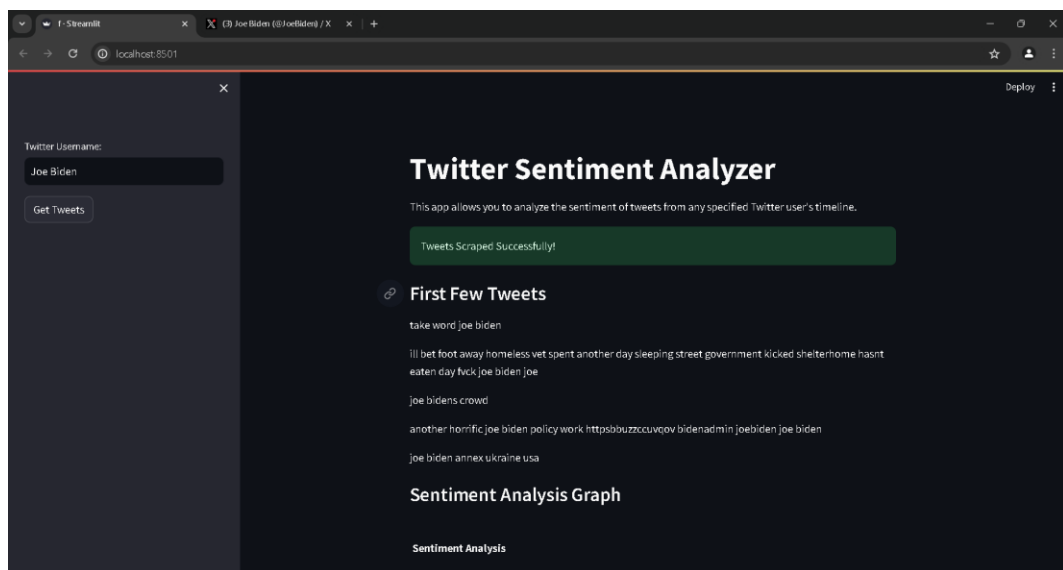 f · Streamlit
(3) Joe Biden (@JoeBiden) / X
localhost:8501
Deploy
Twitter Username:
Joe Biden
Get Tweets
Twitter Sentiment Analyzer
This app allows you to analyze the sentiment of tweets from any specified Twitter user's timeline.
Tweets Scraped Successfully!
First Few Tweets
take word joe biden
ill bet foot away homeless vet spent another day sleeping street government kicked shelterhome hasnt
eaten day fvck joe biden joe
joe bidens crowd
another horrific joe biden policy work httpsbbuzzccuvqov bidenadmin joebiden joe biden
joe biden annex ukraine usa
Sentiment Analysis Graph
Sentiment Analysis